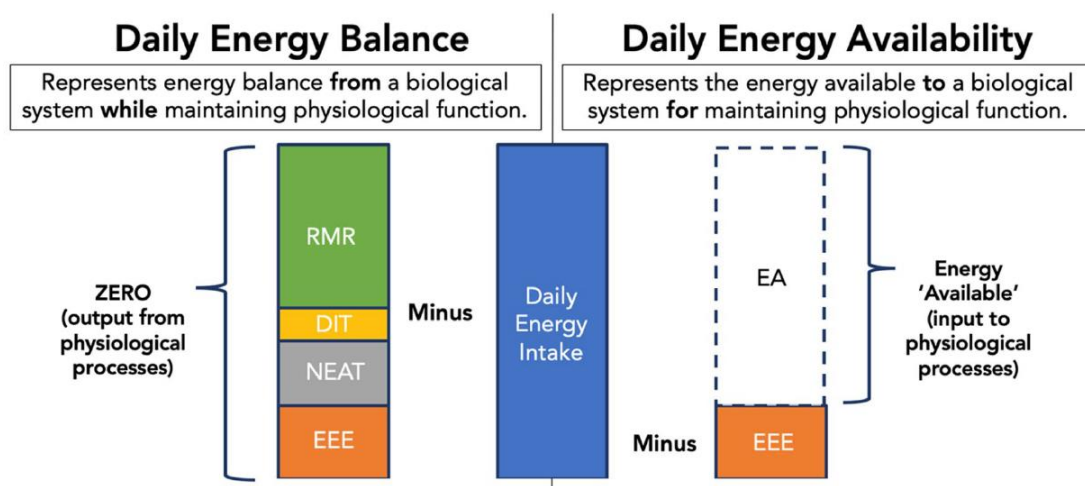 Daily Energy Balance
Represents energy balance from a biological
system while maintaining physiological function.
Daily Energy Availability
Represents the energy available to a biological
system for maintaining physiological function.
ZERO
(output from
physiological
processes)
RMR
DIT
NEAT
EEE
Minus
Daily
Energy
Intake
Minus
EA
EEE
Energy
'Available'
(input to
physiological
processes)